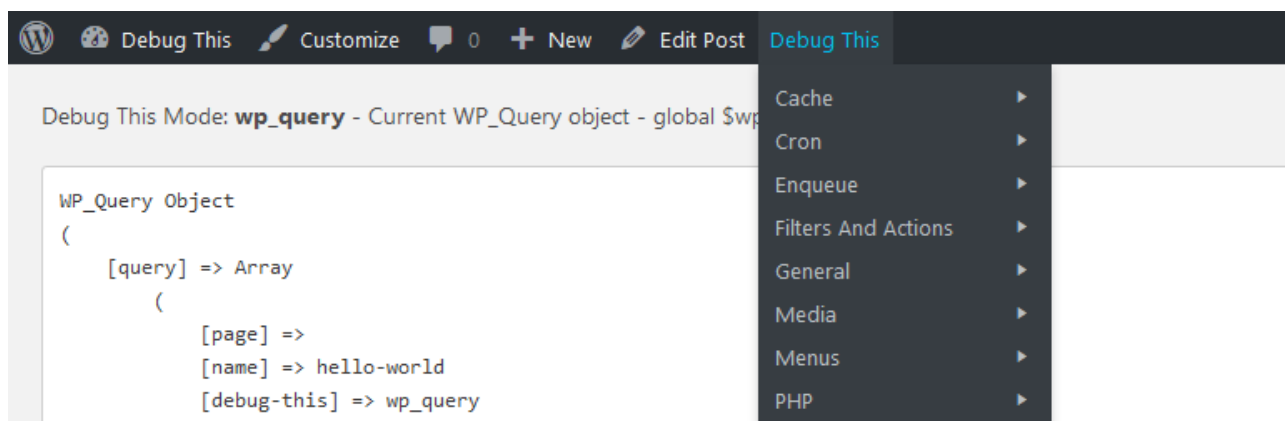 Debug This Customize 0 New Edit Post Debug This
Debug This Mode: wp_query - Current WP_Query object - global $wp
WP_Query Object
(
[query] => Array
(
[page] =>
[name] => hello-world
[debug-this] => wp_query
Cache
Cron
Enqueue
Filters And Actions
General
Media
Menus
PHP